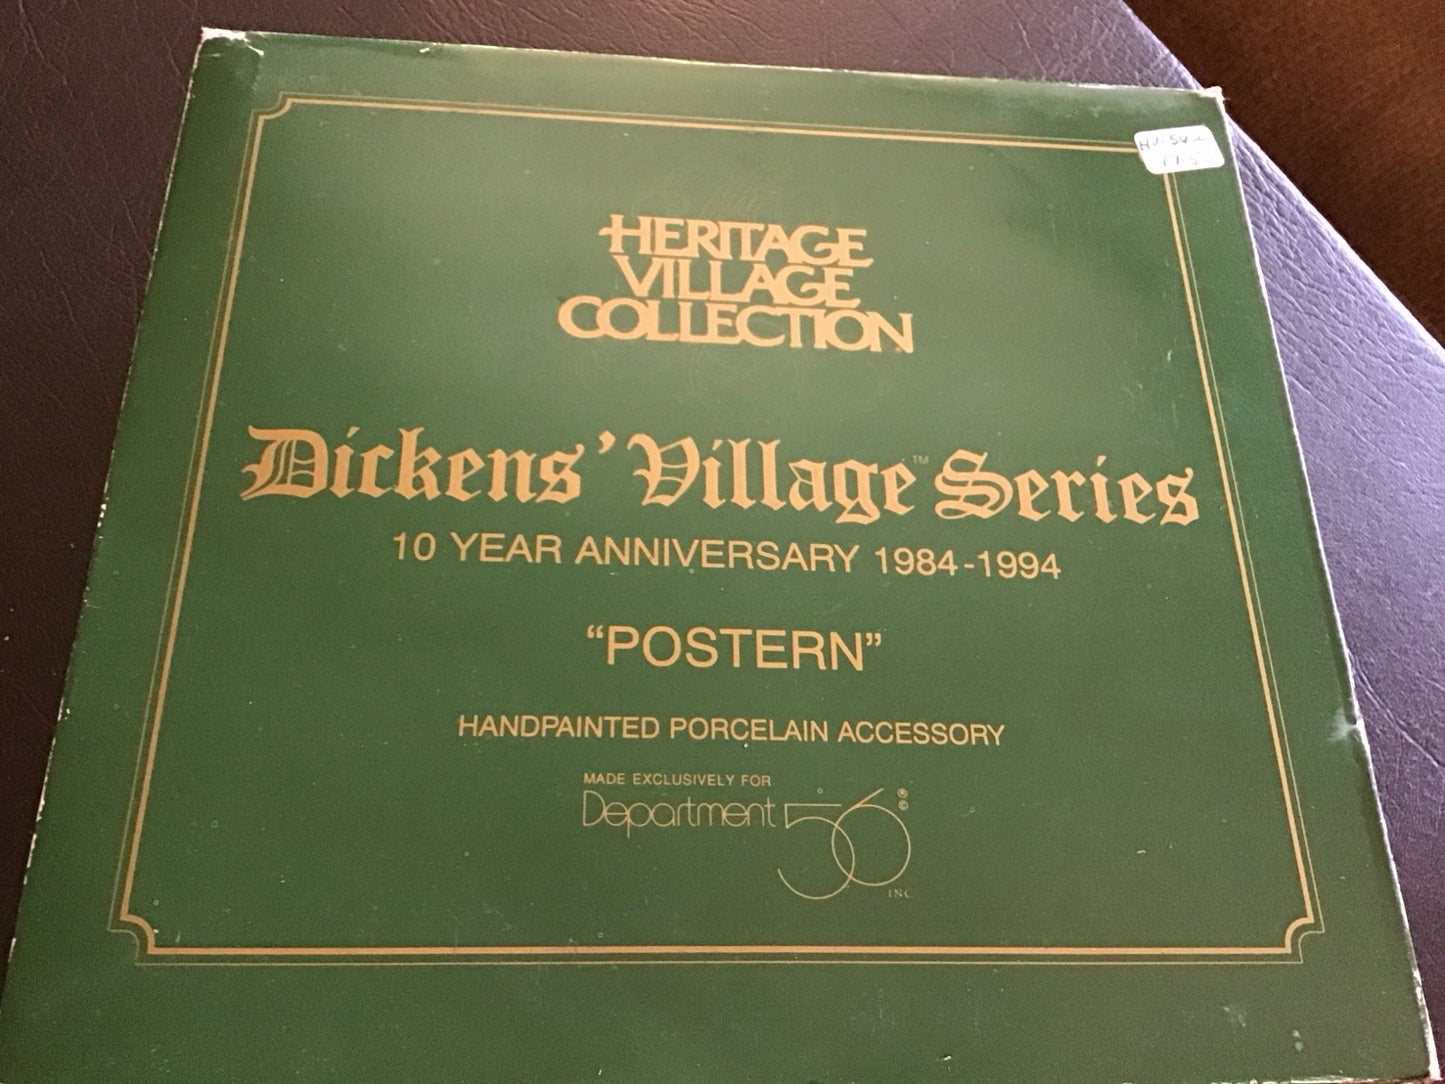 HERITAGE
VILLAGE
COLLECTION
Dickens' Village™ Series
10 YEAR ANNIVERSARY 1984-1994
“POSTERN”
HANDPAINTED PORCELAIN ACCESSORY
MADE EXCLUSIVELY FOR
Department 56 ® ©
INC.